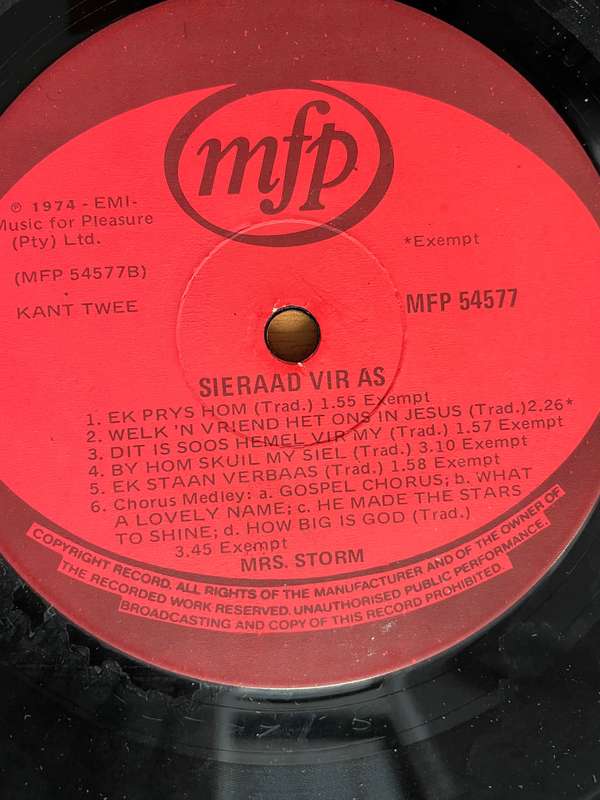 mfp
℗ 1974 - EMI-
Music for Pleasure
(Pty) Ltd.
*Exempt
(MFP 54577B)
KANT TWEE
MFP 54577
SIERAAD VIR AS
1. EK PRYS HOM (Trad.) 1.55 Exempt
2. WELK 'N VRIEND HET ONS IN JESUS (Trad.)2.26*
3. DIT IS SOOS HEMEL VIR MY (Trad.) 1.57 Exempt
4. BY HOM SKUIL MY SIEL (Trad.) 3.10 Exempt
5. EK STAAN VERBAAS (Trad.) 1.58 Exempt
6. Chorus Medley: a. GOSPEL CHORUS; b. WHAT
A LOVELY NAME; c. HE MADE THE STARS
TO SHINE; d. HOW BIG IS GOD (Trad.)
3.45 Exempt
MRS. STORM
COPYRIGHT RECORD. ALL RIGHTS OF THE MANUFACTURER AND OF THE OWNER OF
THE RECORDED WORK RESERVED. UNAUTHORISED PUBLIC PERFORMANCE.
BROADCASTING AND COPY OF THIS RECORD PROHIBITED.